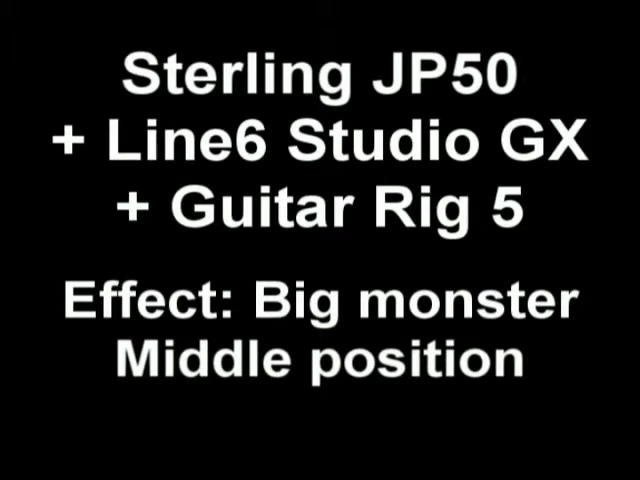 Sterling JP50
+ Line6 Studio GX
+ Guitar Rig 5
Effect: Big monster
Middle position